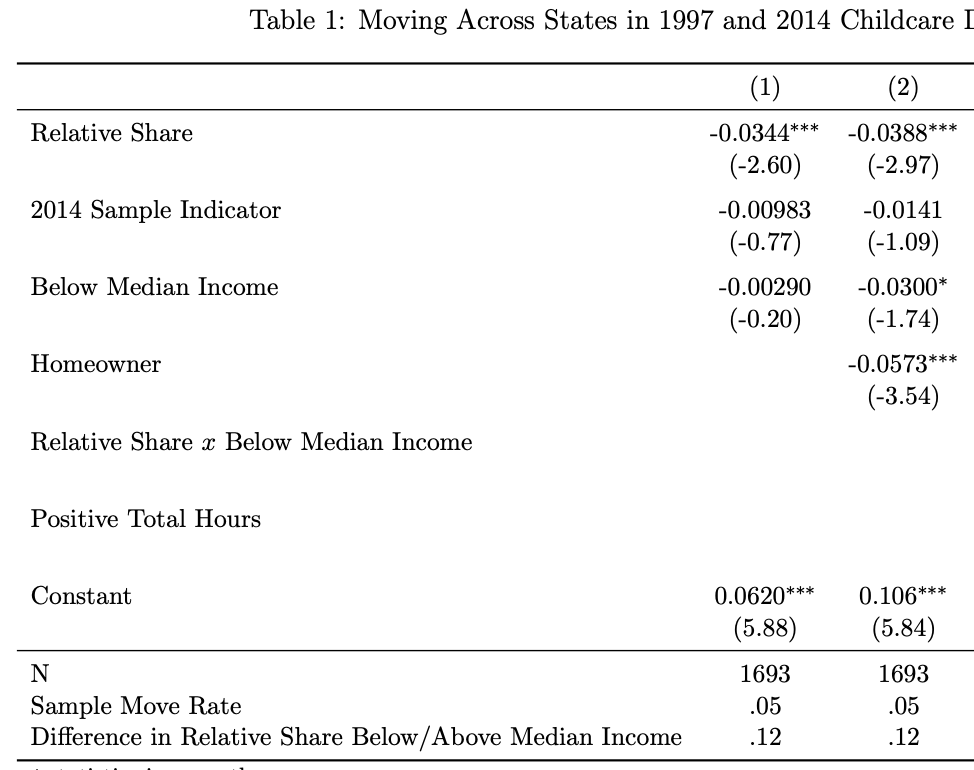 Table 1: Moving Across States in 1997 and 2014 Childcare
(1) (2)
Relative Share -0.0344*** -0.0388***
(-2.60) (-2.97)
2014 Sample Indicator -0.00983 -0.0141
(-0.77) (-1.09)
Below Median Income -0.00290 -0.0300*
(-0.20) (-1.74)
Homeowner -0.0573***
(-3.54)
Relative Share x Below Median Income
Positive Total Hours
Constant 0.0620*** 0.106***
(5.88) (5.84)
N 1693 1693
Sample Move Rate .05 .05
Difference in Relative Share Below/Above Median Income .12 .12